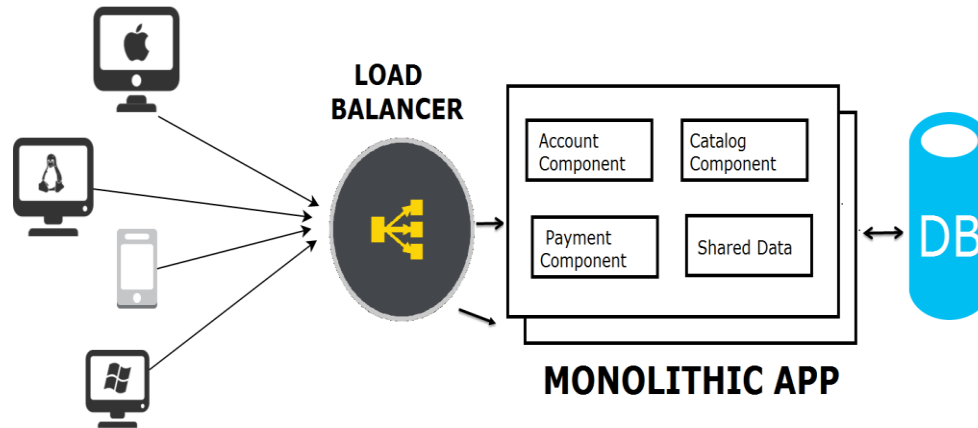 LOAD
BALANCER
Account
Component
Catalog
Component
Payment
Component
Shared Data
DB
MONOLITHIC APP